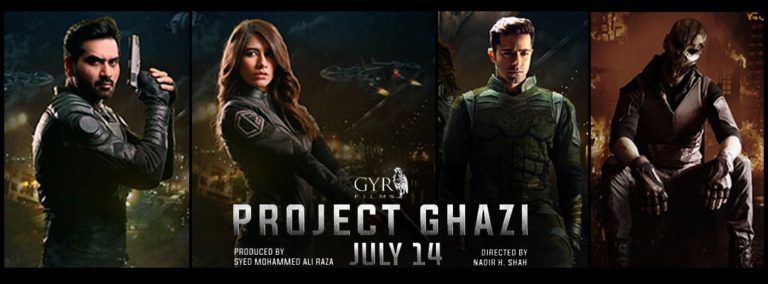 GYR
FILMS
PROJECT GHAZI
PRODUCED BY
SYED MOHAMMED ALI RAZA
JULY 14
DIRECTED BY
NADIR H. SHAH